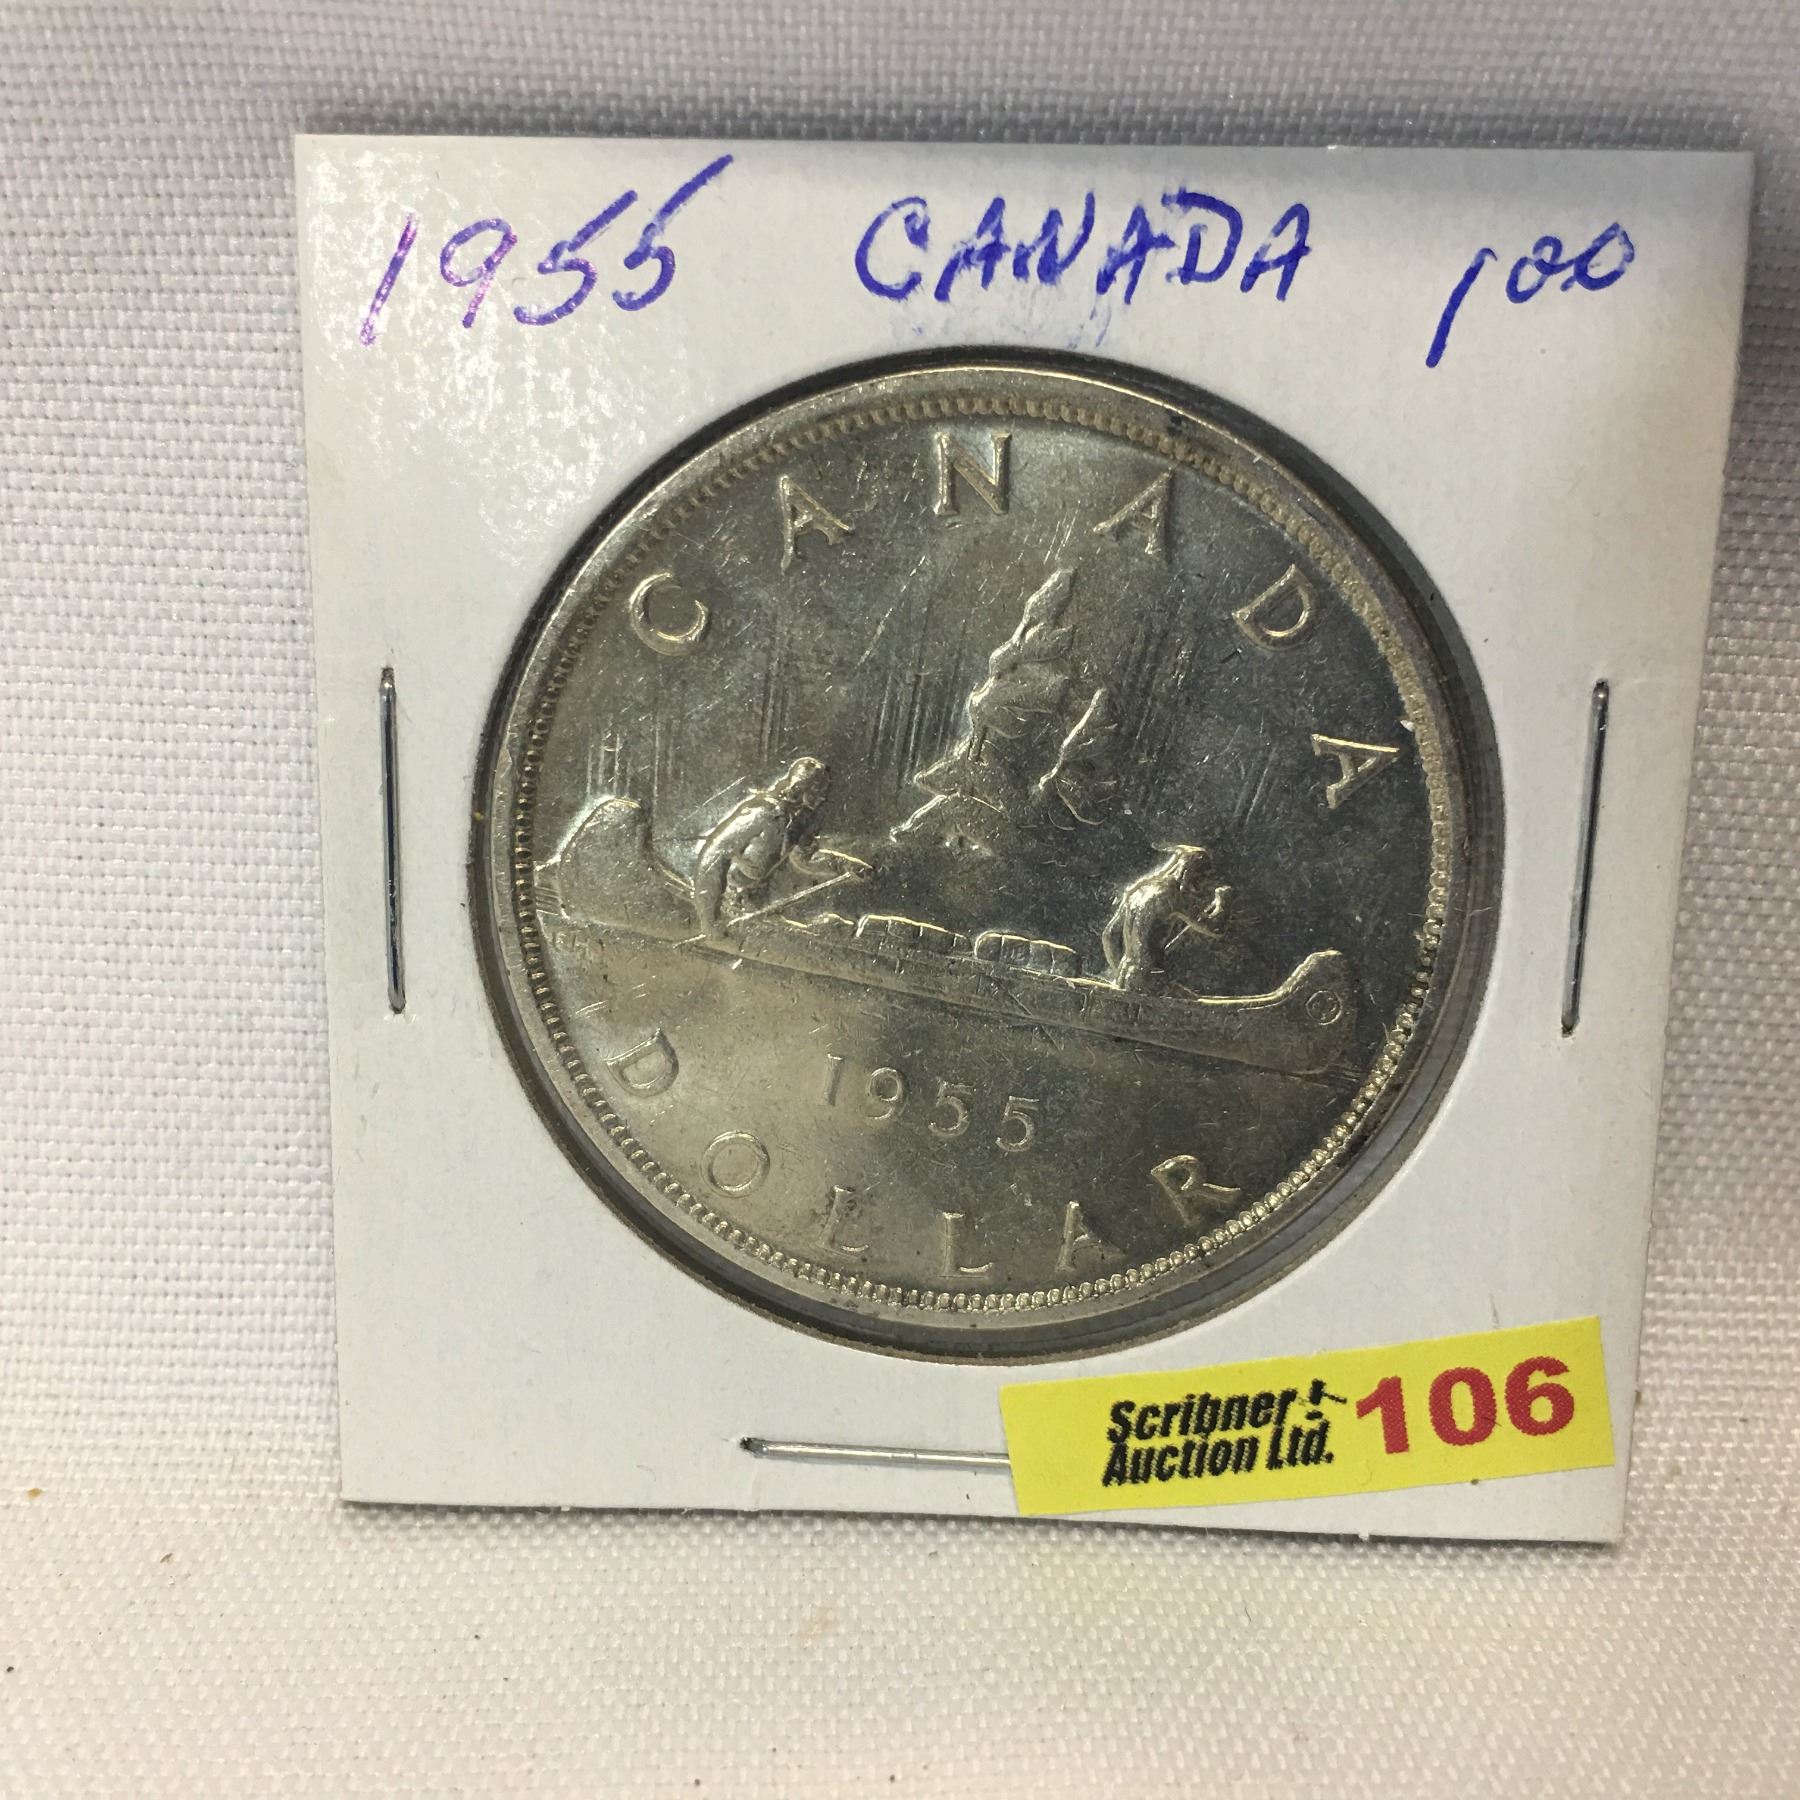 1955 CANADA 100
CANADA
1955
DOLLAR
Scribner
Auction Ltd.
106